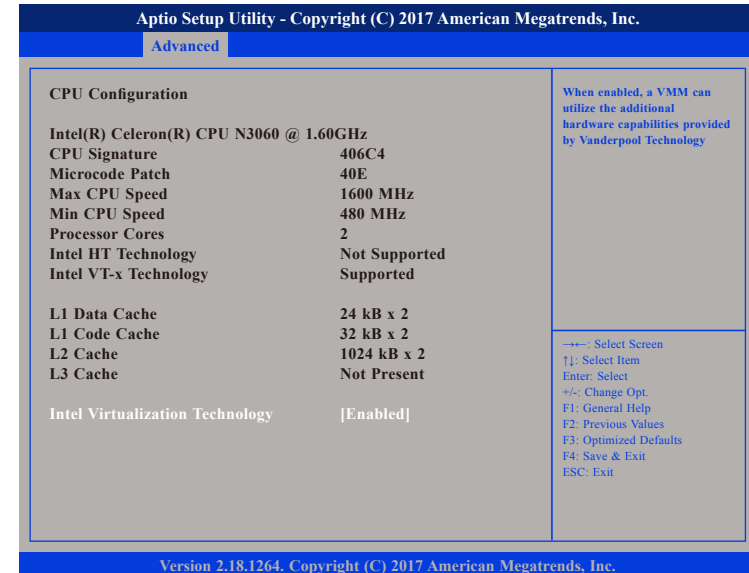 Aptio Setup Utility - Copyright (C) 2017 American Megatrends, Inc.
Advanced
CPU Configuration
Intel(R) Celeron(R) CPU N3060 @ 1.60GHz
CPU Signature 406C4
Microcode Patch 40E
Max CPU Speed 1600 MHz
Min CPU Speed 480 MHz
Processor Cores 2
Intel HT Technology Not Supported
Intel VT-x Technology Supported
L1 Data Cache 24 kB x 2
L1 Code Cache 32 kB x 2
L2 Cache 1024 kB x 2
L3 Cache Not Present
Intel Virtualization Technology [Enabled]
When enabled, a VMM can
utilize the additional
hardware capabilities provided
by Vanderpool Technology
→←: Select Screen
↑↓: Select Item
Enter: Select
+/-: Change Opt.
F1: General Help
F2: Previous Values
F3: Optimized Defaults
F4: Save & Exit
ESC: Exit
Version 2.18.1264. Copyright (C) 2017 American Megatrends, Inc.